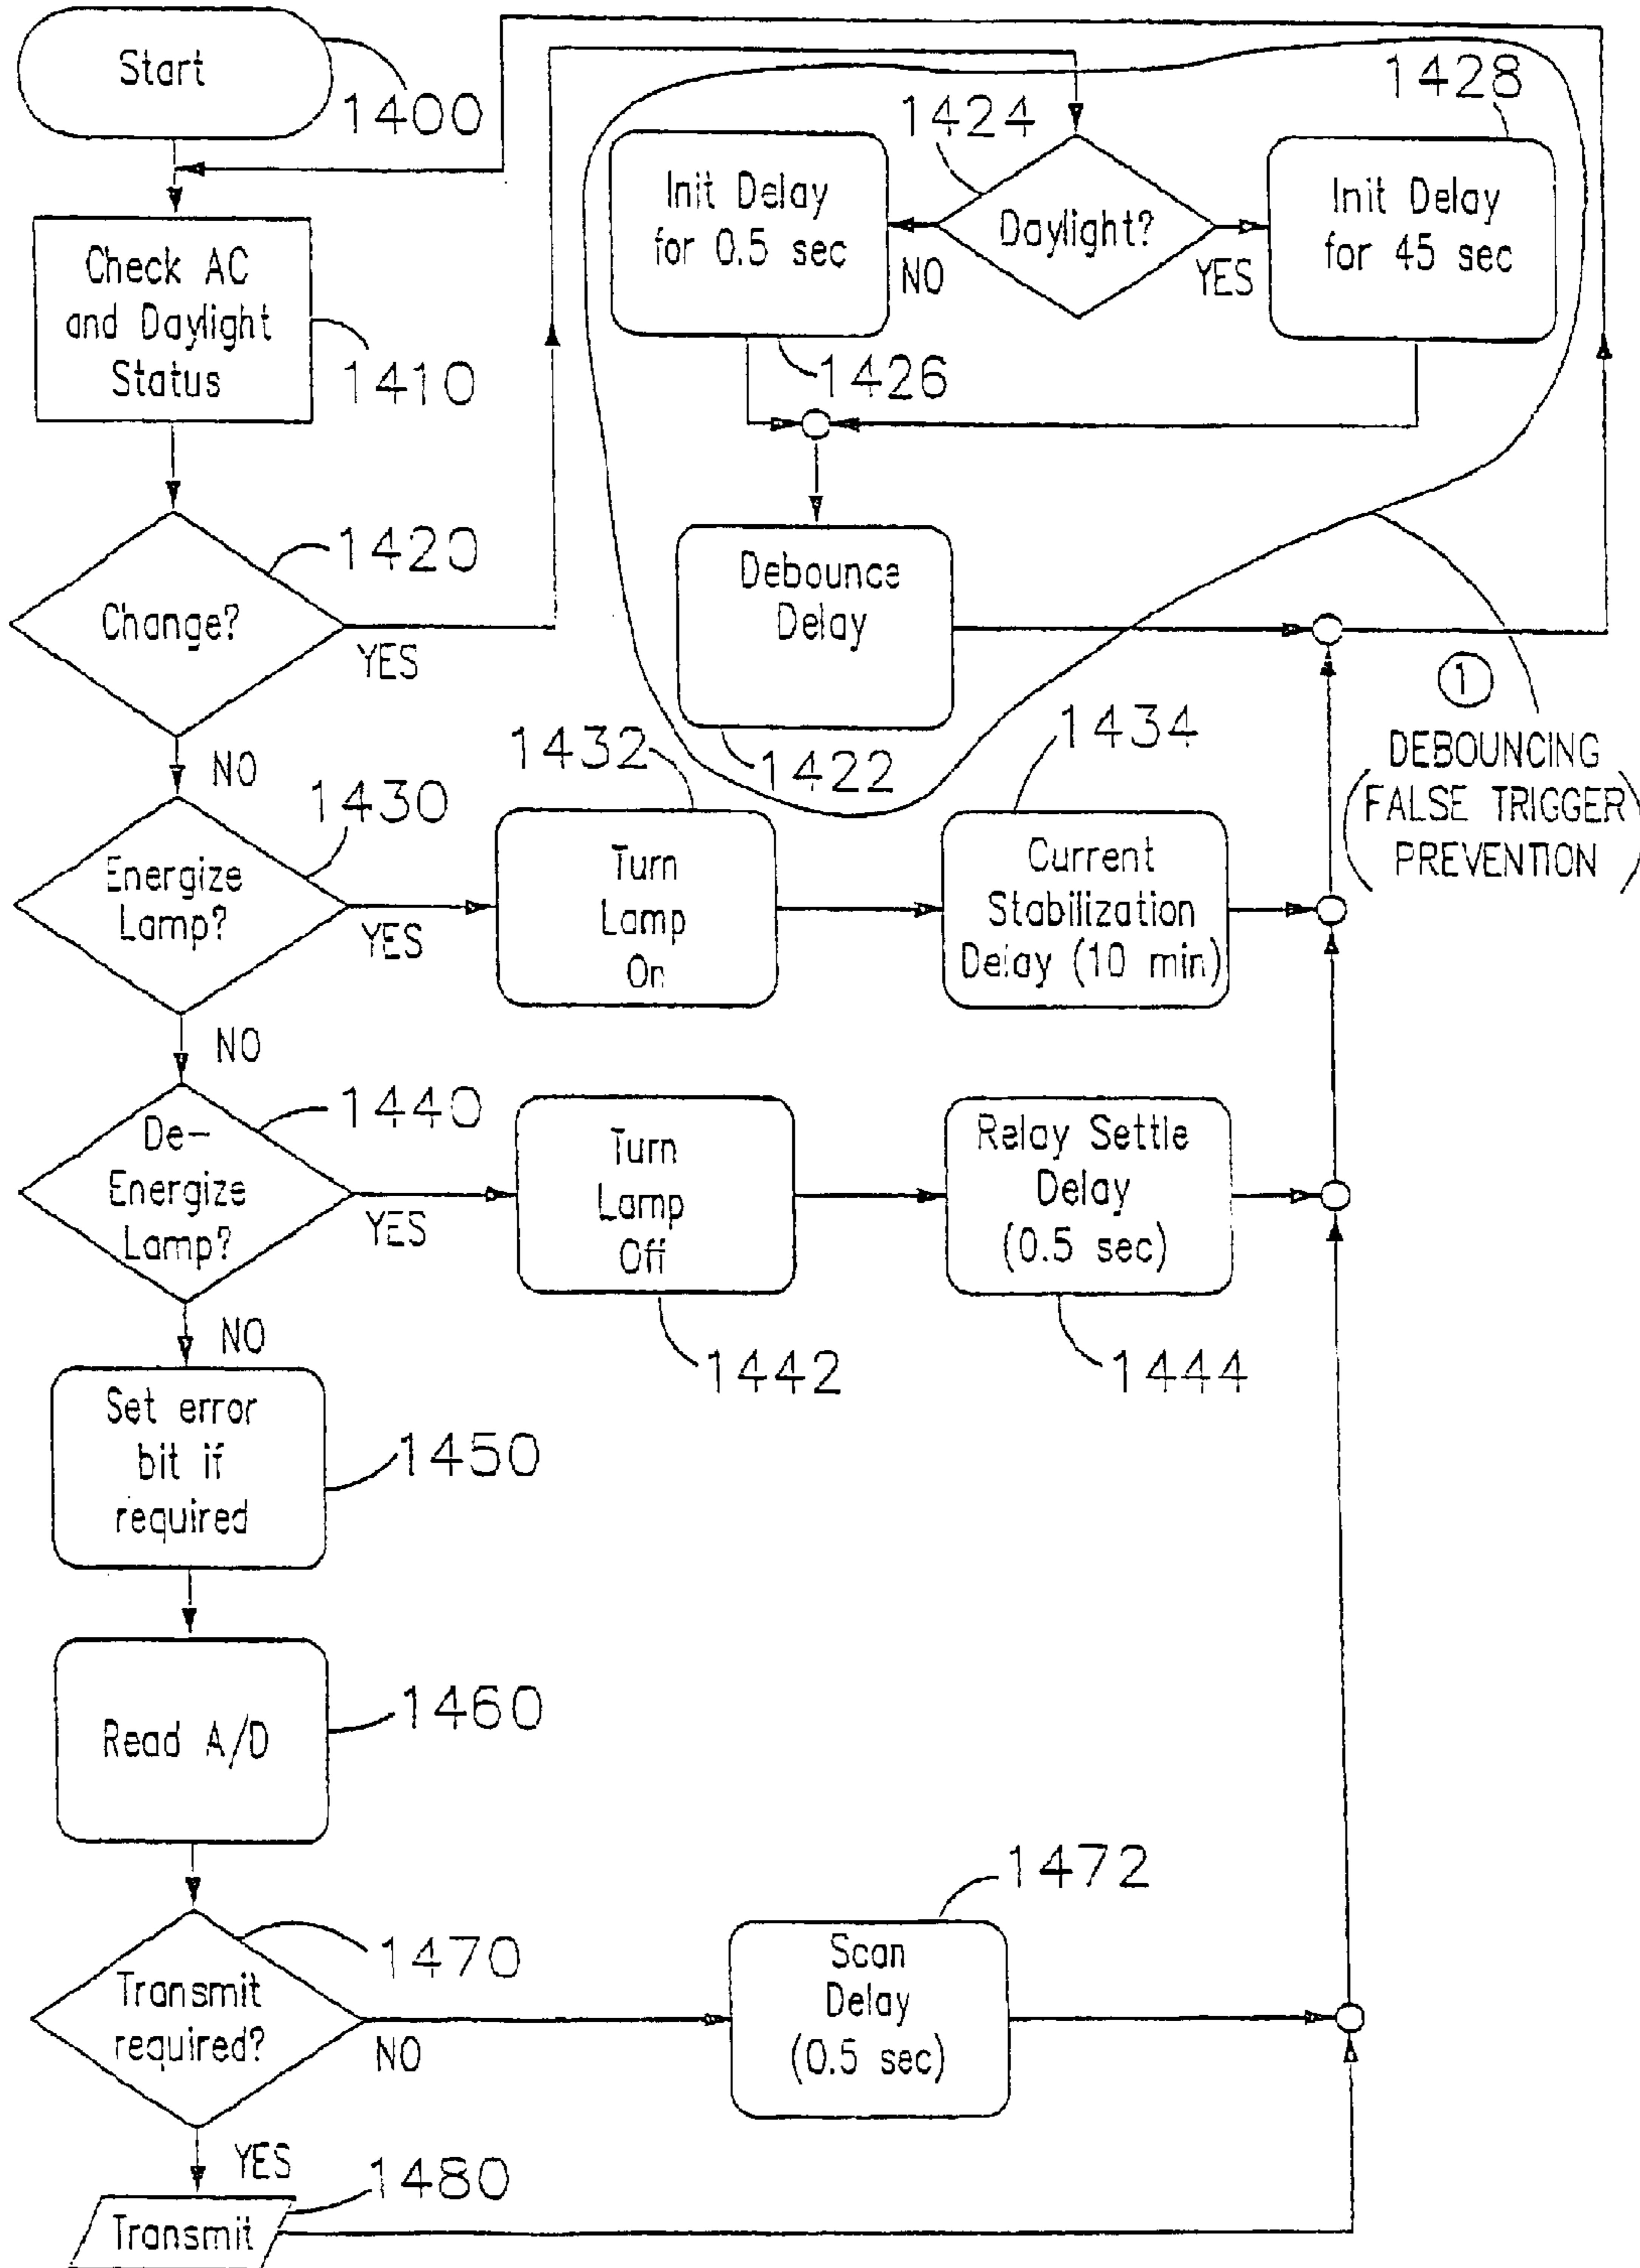 Start
1400
1428
1424
Init Delay
for 0.5 sec
Daylight?
Init Delay
for 45 sec
NO
YES
Check AC
and Daylight
Status
1410
1426
1420
Debounce
Delay
Change?
YES
1
1432
1434
1422
DEBOUNCING
(FALSE TRIGGER)
PREVENTION
NO
1430
Energize
Lamp?
YES
Turn
Lamp
On
Current
Stabilization
Delay (10 min)
NO
1440
De-
Energize
Lamp?
YES
Turn
Lamp
Off
Relay Settle
Delay
(0.5 sec)
NO
1442
1444
Set error
bit if
required
1450
1460
Read A/D
1472
1470
Transmit
required?
NO
Scan
Delay
(0.5 sec)
YES
1480
Transmit